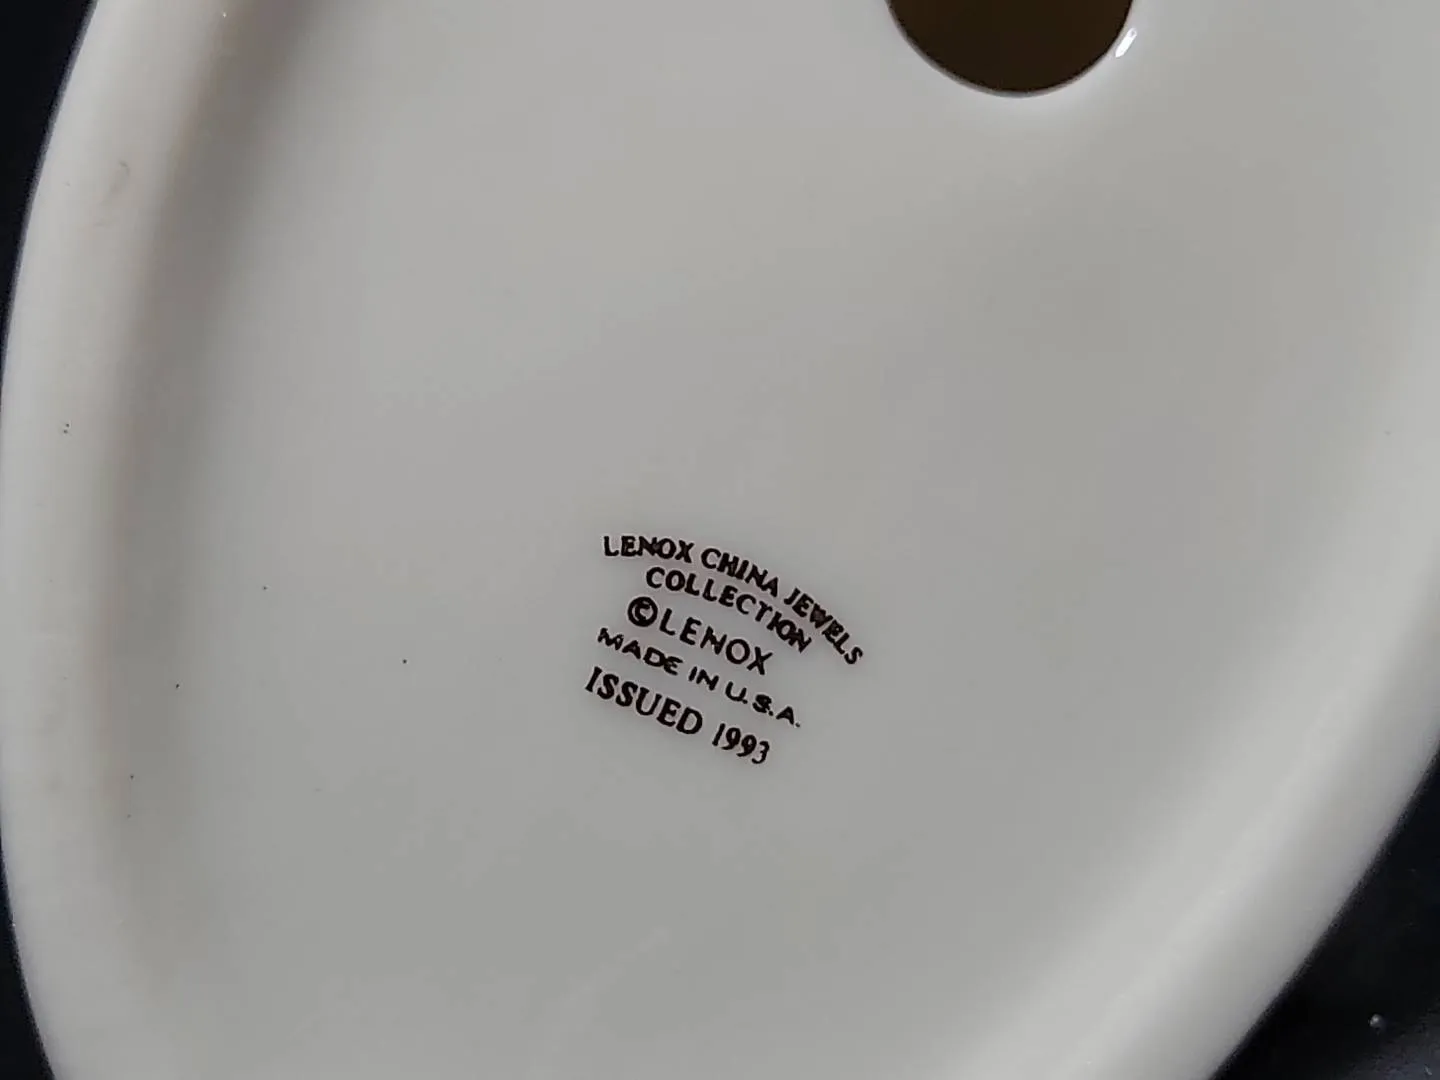 LENOX CHINA JEWELS
COLLECTION
©LENOX
MADE IN U.S.A.
ISSUED 1993